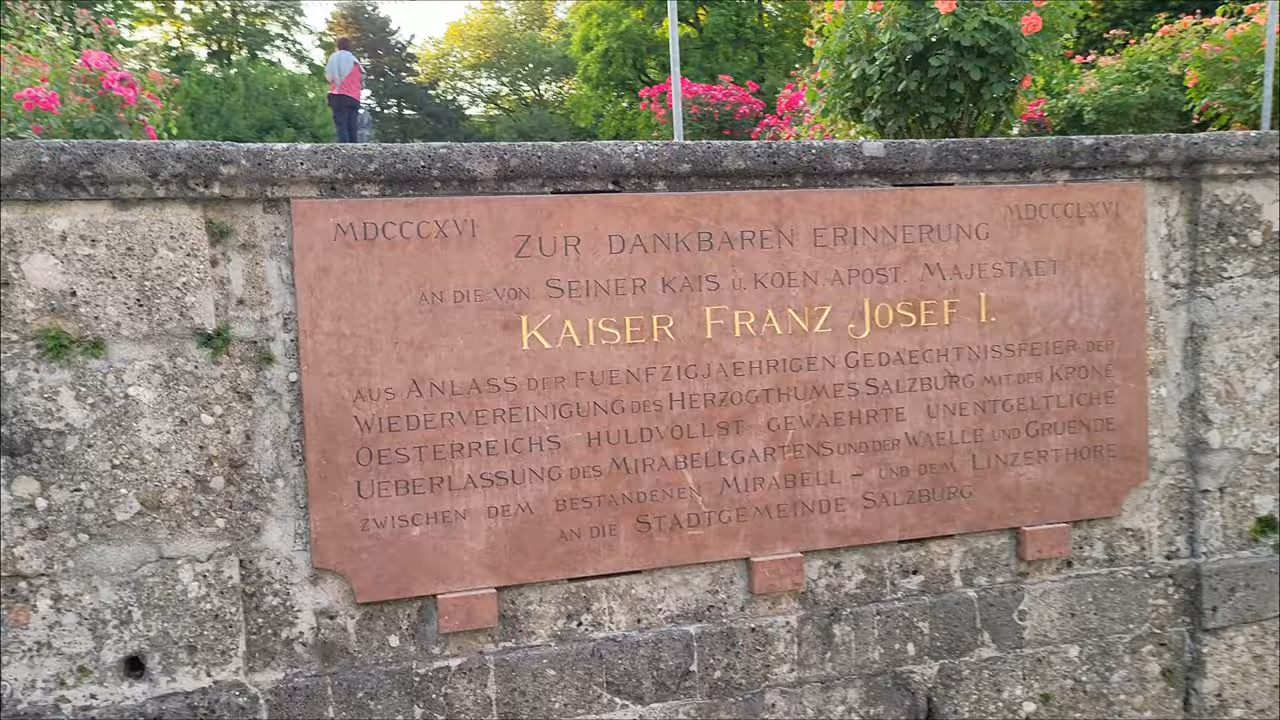 MDCCCXVI
MDCCCLXVI
ZUR DANKBAREN ERINNERUNG
AN DIE VON SEINER KAIS U. KOEN. APOST. MAJESTAET
KAISER FRANZ JOSEF I.
AUS ANLASS DER FUENFZIGJAEHRIGEN GEDAECHTNISSFEIER DER
WIEDERVEREINIGUNG DES HERZOGTHUMES SALZBURG MIT DER KRONE
OESTERREICHS HULDVOLLST GEWAEHRTE UNENTGELTLICHE
UEBERLASSUNG DES MIRABELLGARTENS UND DER WAELLE UND GRUENDE
ZWISCHEN DEM BESTANDENEN MIRABELL – UND DEM LINZERTHORE
AN DIE STADTGEMEINDE SALZBURG